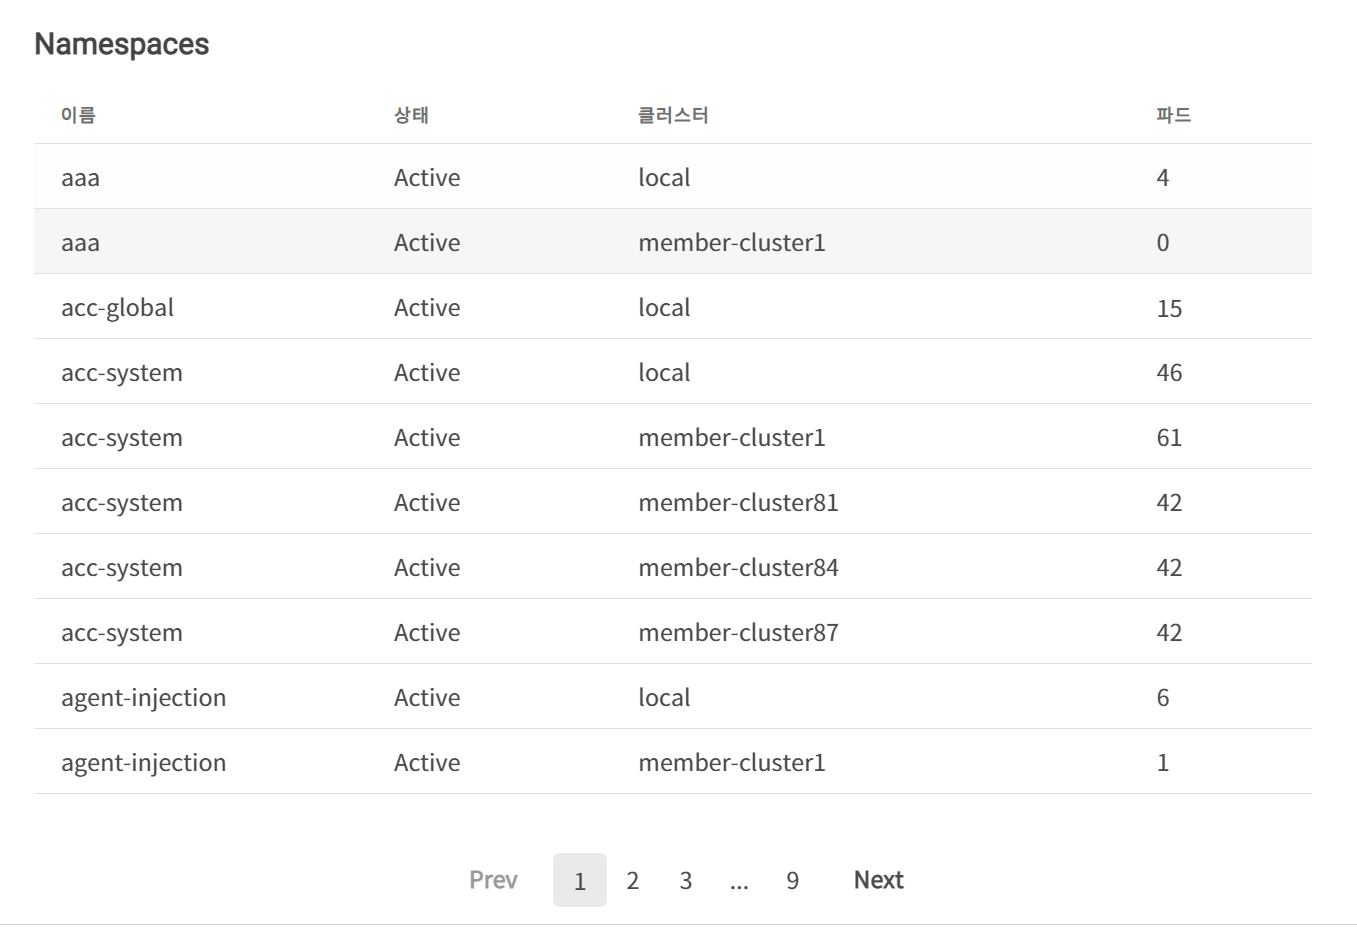 Namespaces
이름 상태 클러스터 파드
aaa Active local 4
aaa Active member-cluster1 0
acc-global Active local 15
acc-system Active local 46
acc-system Active member-cluster1 61
acc-system Active member-cluster81 42
acc-system Active member-cluster84 42
acc-system Active member-cluster87 42
agent-injection Active local 6
agent-injection Active member-cluster1 1
Prev 1 2 3 ... 9 Next